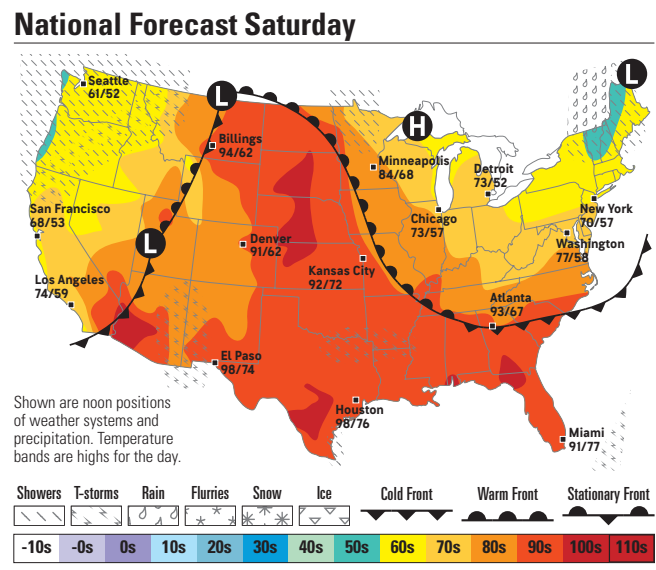 National Forecast Saturday
L
L
Seattle
61/52
H
Billings
94/62
Minneapolis
84/68
Detroit
73/52
San Francisco
68/53
New York
70/57
Chicago
73/57
L
Denver
91/62
Washington
77/58
Kansas City
92/72
Los Angeles
74/59
Atlanta
93/67
El Paso
98/74
Houston
98/76
Miami
91/77
Shown are noon positions
of weather systems and
precipitation. Temperature
bands are highs for the day.
Showers T-storms Rain Flurries Snow Ice Cold Front Warm Front Stationary Front
-10s -0s 0s 10s 20s 30s 40s 50s 60s 70s 80s 90s 100s 110s